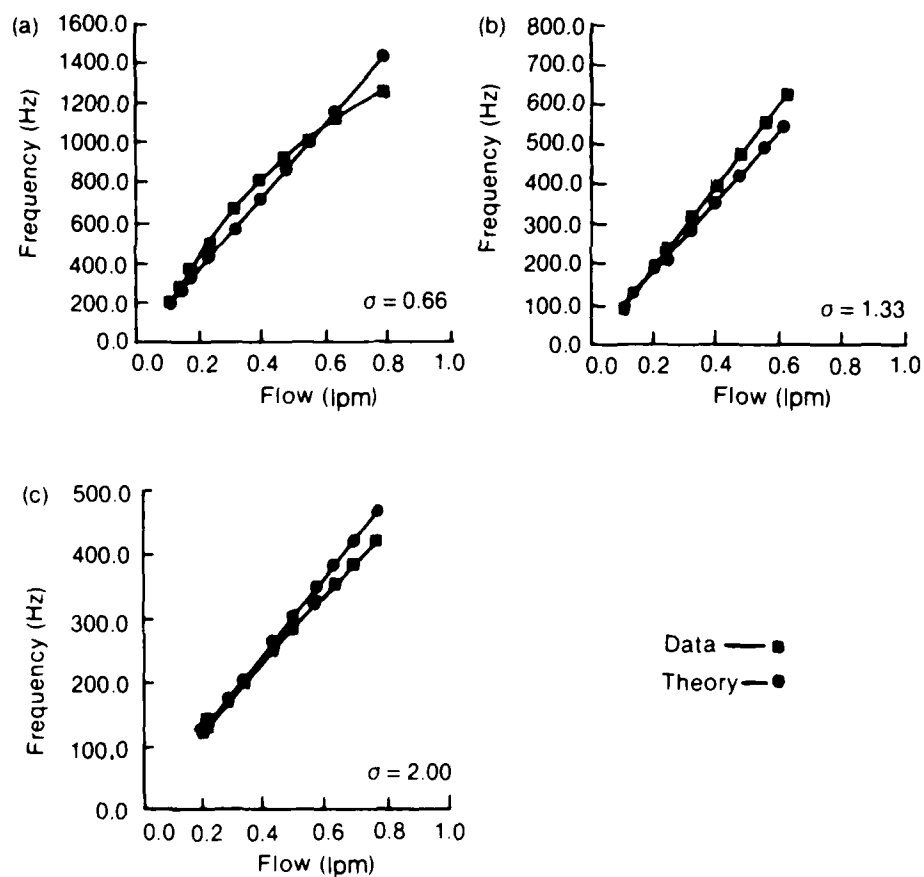 (a)
1600.0
1400.0
1200.0
1000.0
800.0
600.0
400.0
200.0
0.0
Frequency (Hz)
σ = 0.66
0.0 0.2 0.4 0.6 0.8 1.0
Flow (lpm)
(b)
800.0
700.0
600.0
500.0
400.0
300.0
200.0
100.0
0.0
Frequency (Hz)
σ = 1.33
0.0 0.2 0.4 0.6 0.8 1.0
Flow (lpm)
(c)
500.0
400.0
300.0
200.0
100.0
0.0
Frequency (Hz)
σ = 2.00
0.0 0.2 0.4 0.6 0.8 1.0
Flow (lpm)
Data
Theory